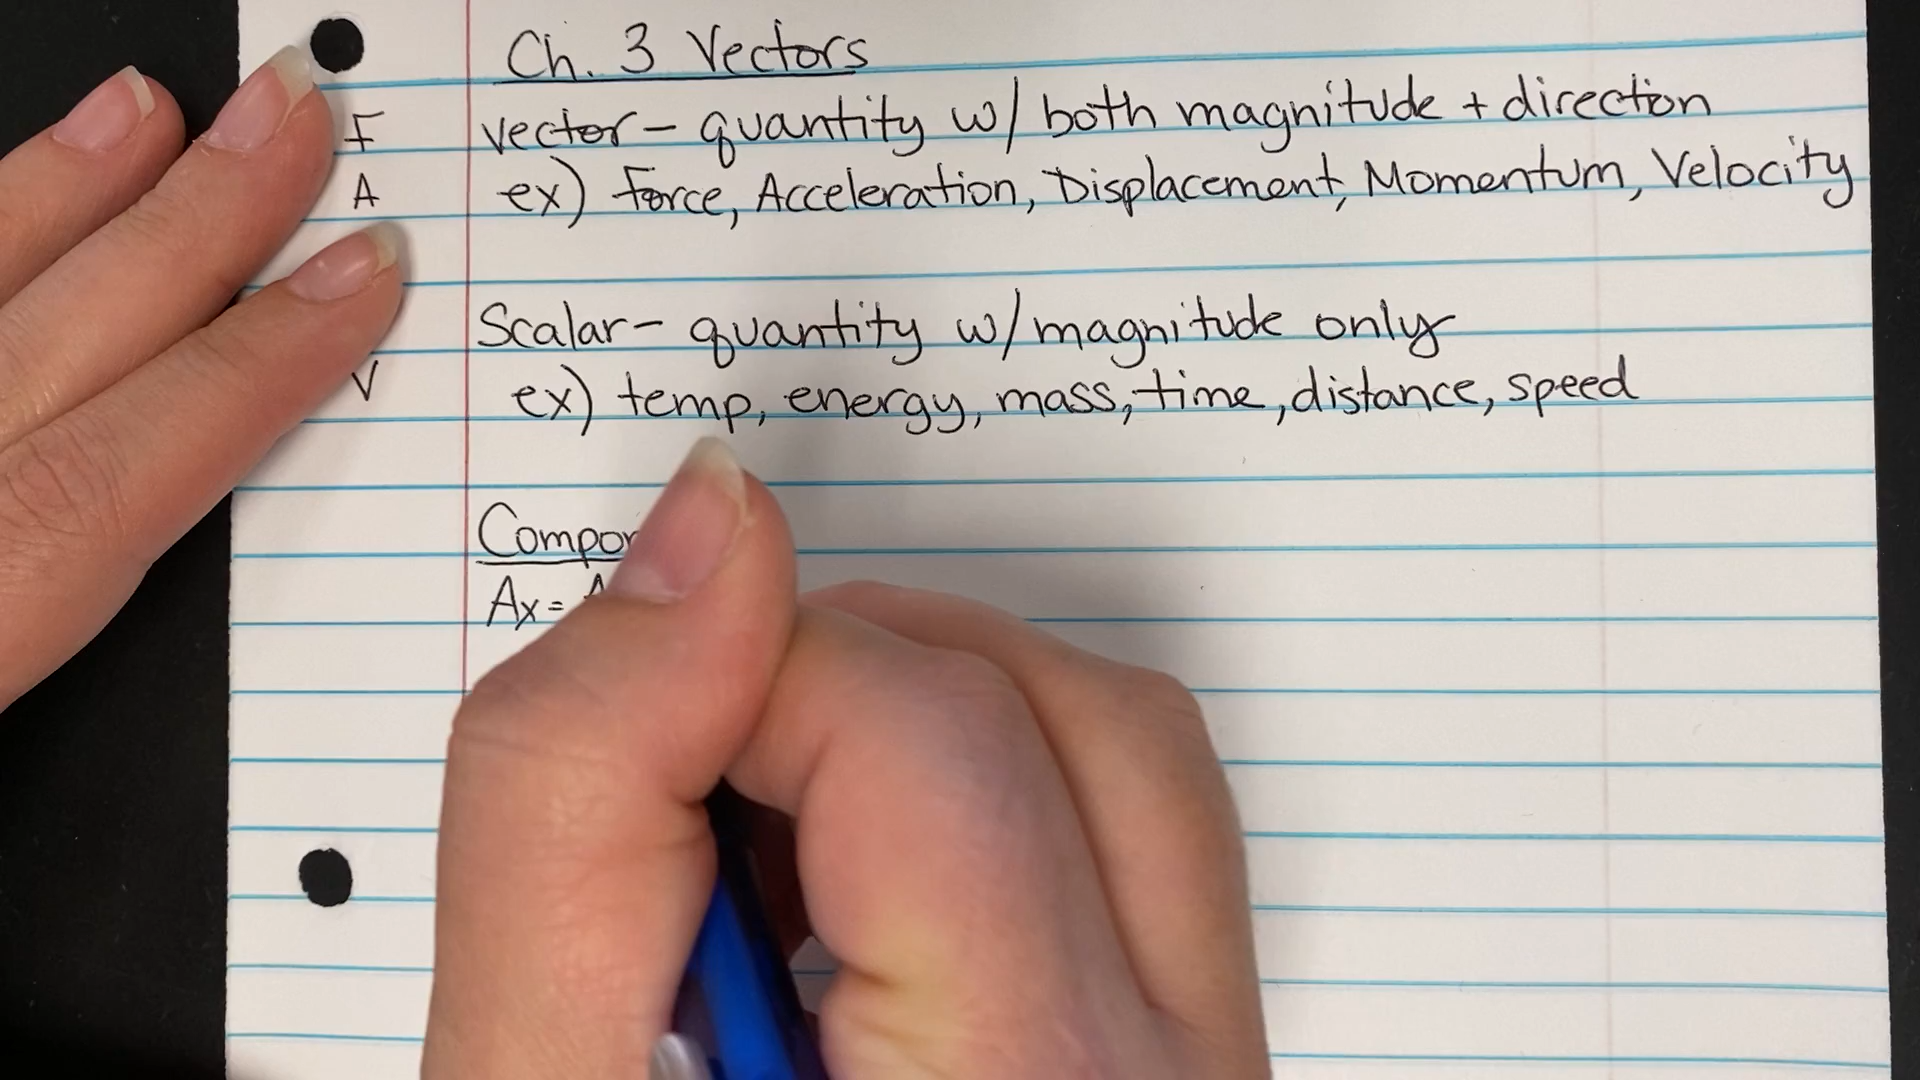 Ch. 3 Vectors
F vector - quantity w/ both magnitude + direction
A ex) Force, Acceleration, Displacement, Momentum, Velocity
Scalar - quantity w/ magnitude only
V ex) temp, energy, mass, time, distance, speed
Ax =